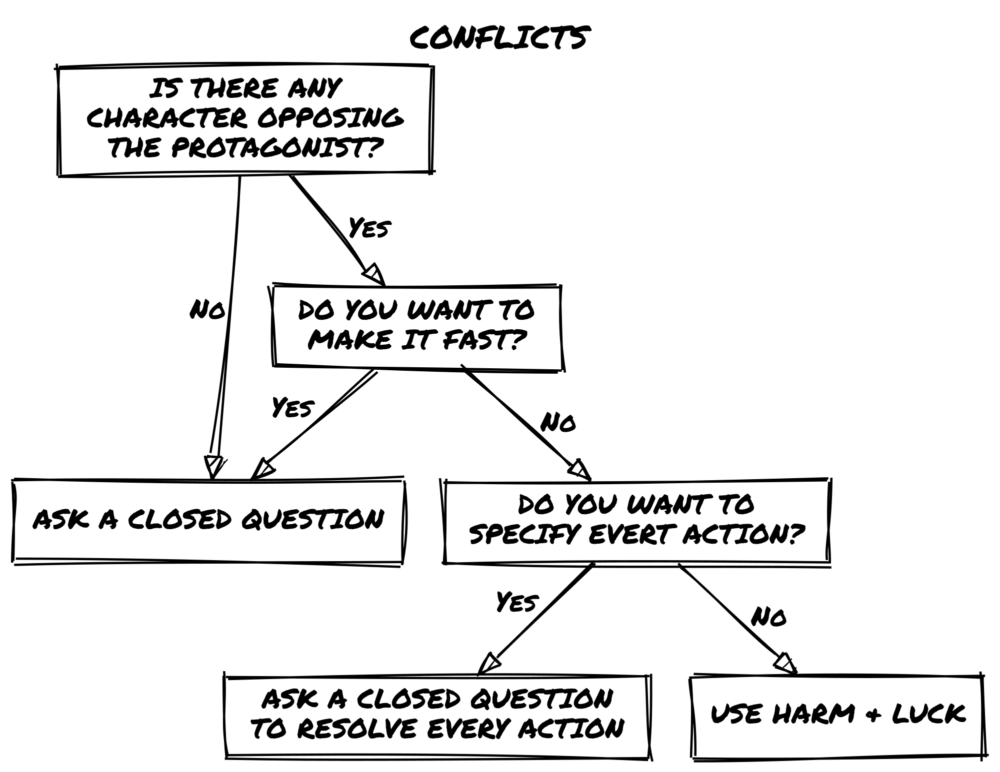 CONFLICTS
IS THERE ANY
CHARACTER OPPOSING
THE PROTAGONIST?
YES
NO
DO YOU WANT TO
MAKE IT FAST?
YES
NO
ASK A CLOSED QUESTION
DO YOU WANT TO
SPECIFY EVERT ACTION?
YES
NO
ASK A CLOSED QUESTION
TO RESOLVE EVERY ACTION
USE HARM & LUCK